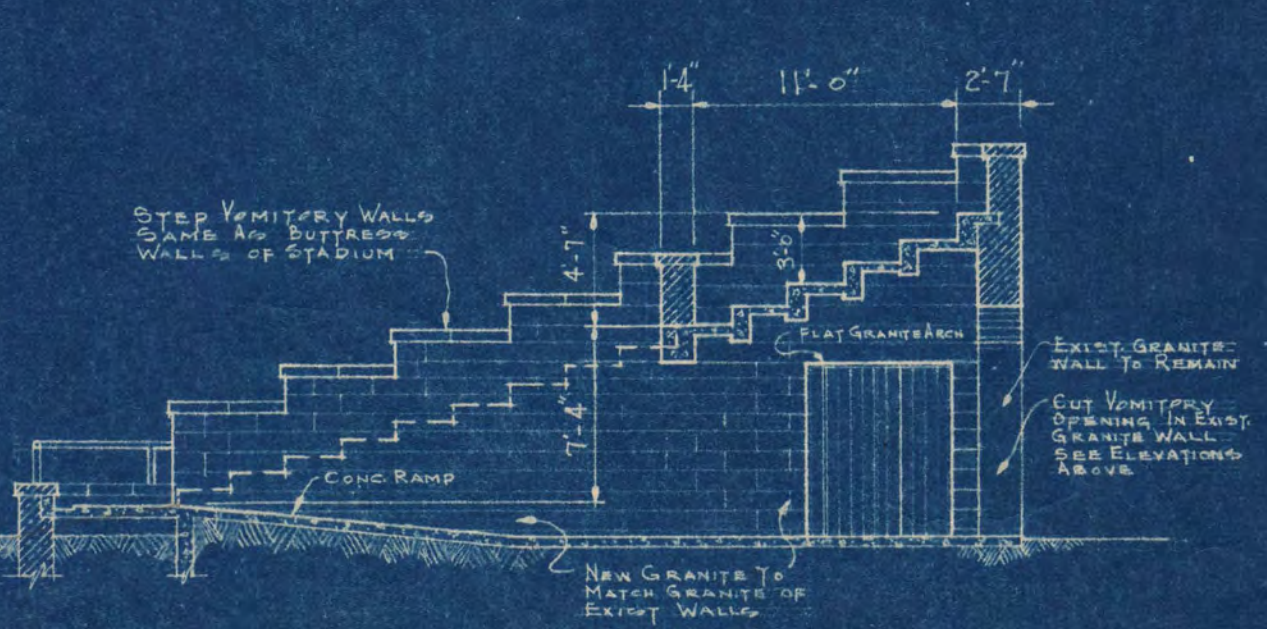 1'-4"
11'-0"
2'-7"
STEP VOMITORY WALLS
SAME AS BUTTRESS
WALLS OF STADIUM
4'-7"
3'-0"
FLAT GRANITE ARCH
EXIST. GRANITE
WALL TO REMAIN
7'-4"
CUT VOMITORY
OPENING IN EXIST.
GRANITE WALL
SEE ELEVATIONS
ABOVE
CONC. RAMP
NEW GRANITE TO
MATCH GRANITE OF
EXIST WALLS